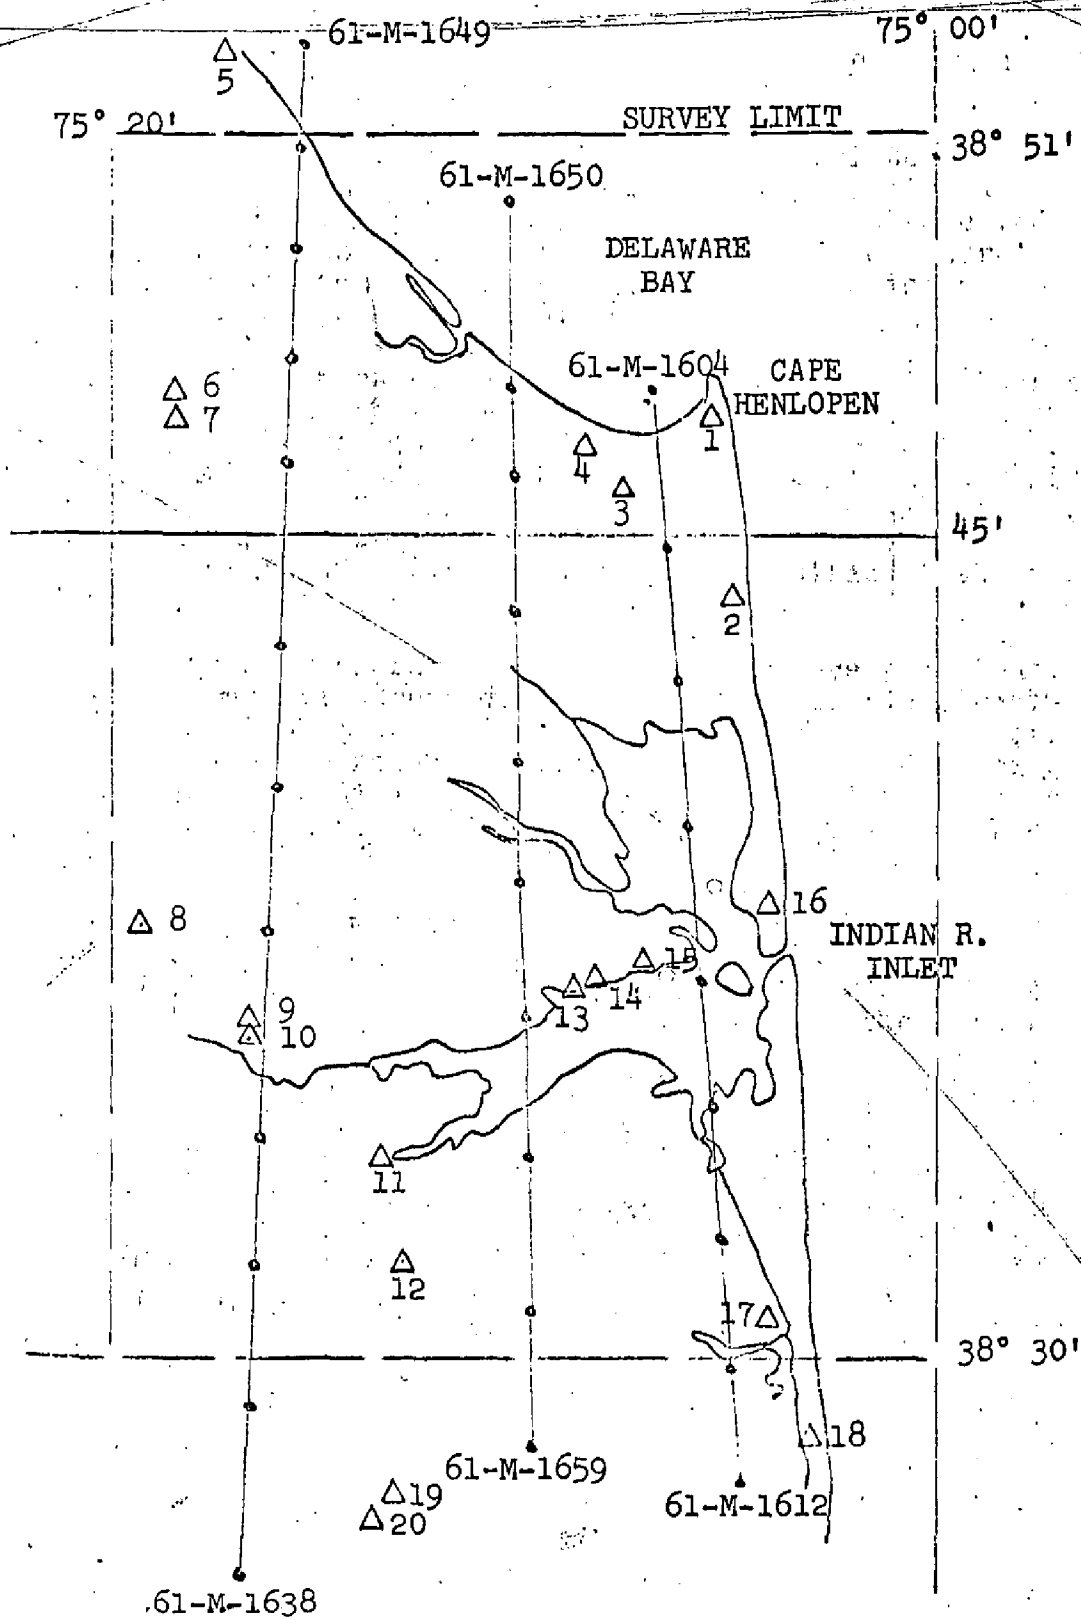 61-M-1649
75° 00'
5
75° 20'
SURVEY LIMIT
38° 51'
61-M-1650
DELAWARE
BAY
61-M-1604
CAPE
HENLOPEN
6
7
1
4
3
45'
2
8
16
INDIAN R.
INLET
15
14
13
9
10
11
12
17
38° 30'
18
61-M-1659
19
20
61-M-1612
61-M-1638